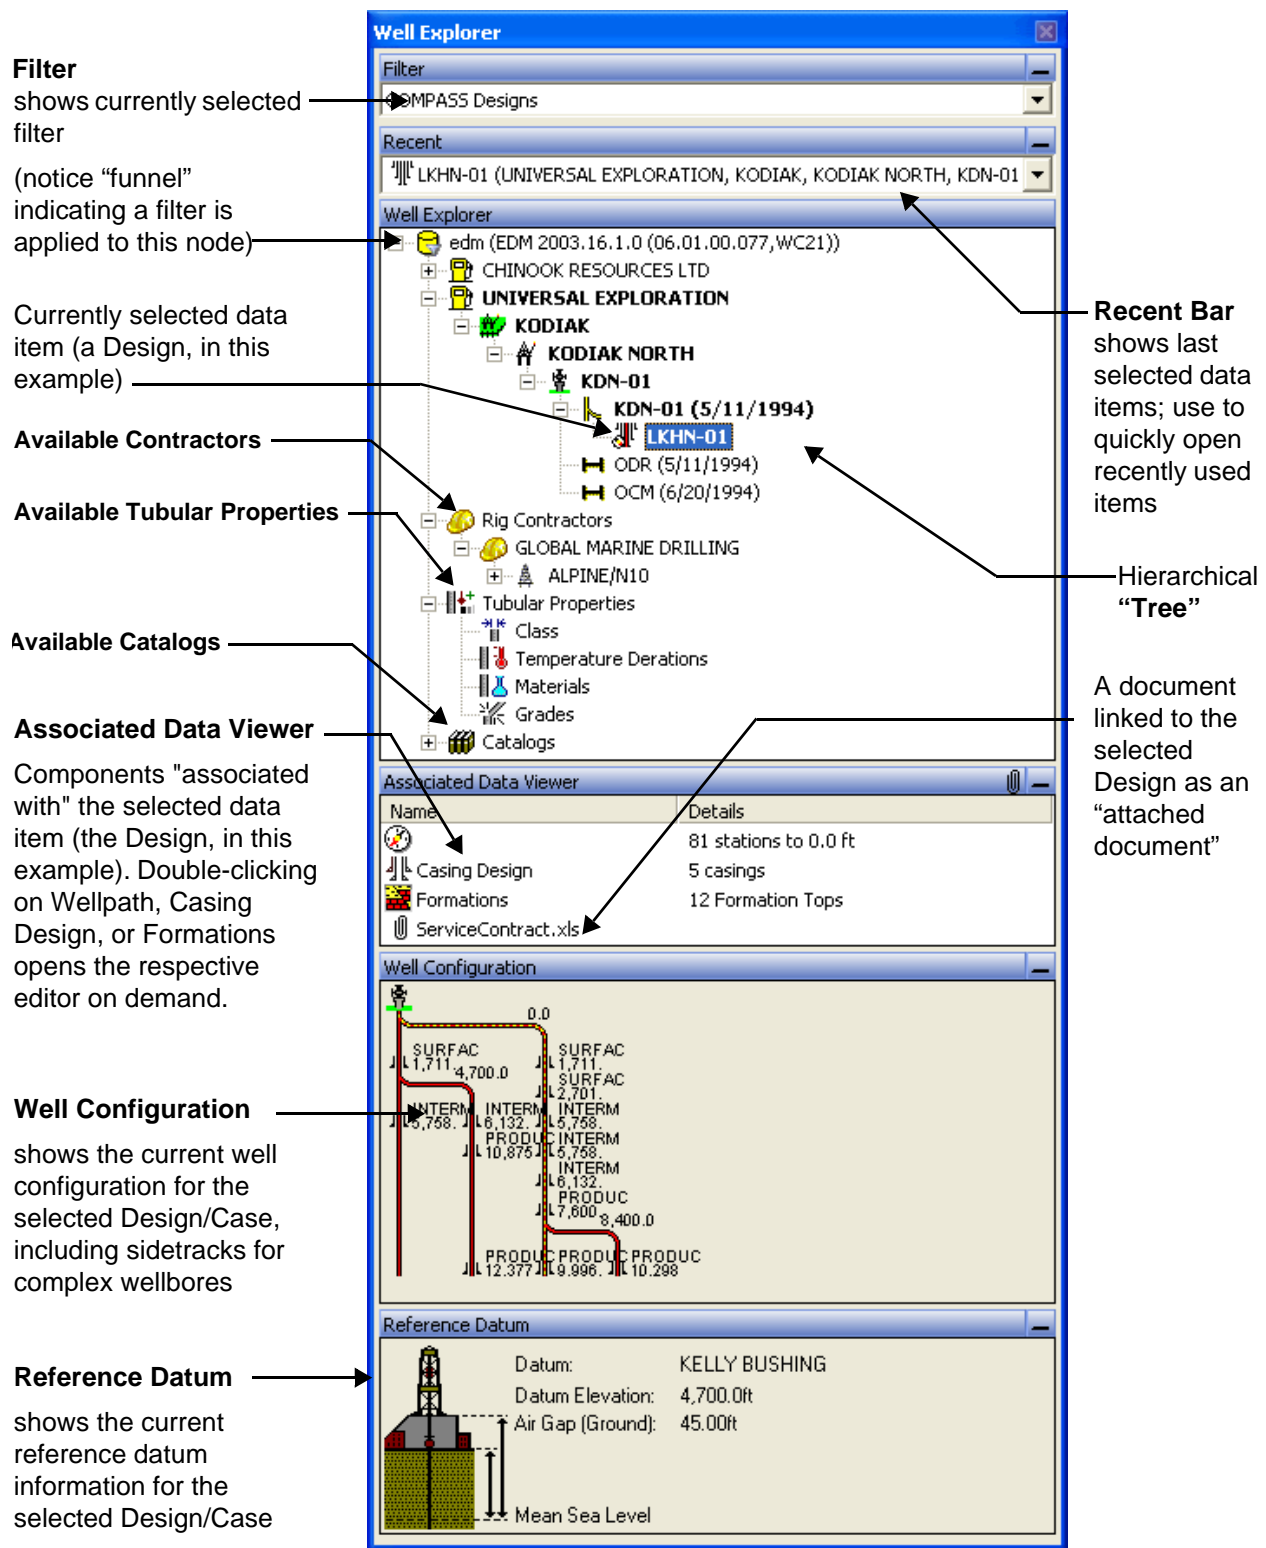 Well Explorer
Filter
shows currently selected
filter
(notice “funnel”
indicating a filter is
applied to this node)
Currently selected data
item (a Design, in this
example)
Available Contractors
Available Tubular Properties
Available Catalogs
Associated Data Viewer
Components "associated
with" the selected data
item (the Design, in this
example). Double-clicking
on Wellpath, Casing
Design, or Formations
opens the respective
editor on demand.
Well Configuration
shows the current well
configuration for the
selected Design/Case,
including sidetracks for
complex wellbores
Reference Datum
shows the current
reference datum
information for the
selected Design/Case
Filter
COMPASS Designs
Recent
LKHN-01 (UNIVERSAL EXPLORATION, KODIAK, KODIAK NORTH, KDN-01
Well Explorer
edm (EDM 2003.16.1.0 (06.01.00.077,WC21))
CHINOOK RESOURCES LTD
UNIVERSAL EXPLORATION
KODIAK
KODIAK NORTH
KDN-01
KDN-01 (5/11/1994)
LKHN-01
ODR (5/11/1994)
OCM (6/20/1994)
Rig Contractors
GLOBAL MARINE DRILLING
ALPINE/N10
Tubular Properties
Class
Temperature Derations
Materials
Grades
Catalogs
Associated Data Viewer
Name Details
81 stations to 0.0 ft
Casing Design 5 casings
Formations 12 Formation Tops
ServiceContract.xls
Well Configuration
0.0
SURFAC SURFAC
1,711. 1,711.
4,700.0
SURFAC
2,701.
INTERM INTERM INTERM
5,758. 6,132. 5,758.
PRODUC INTERM
10,875 5,758.
INTERM
6,132.
PRODUC
7,600
8,400.0
PRODUC PRODUC PRODUC
12.377 9.996. 10.298
Reference Datum
Datum: KELLY BUSHING
Datum Elevation: 4,700.0ft
Air Gap (Ground): 45.00ft
Mean Sea Level
Recent Bar
shows last
selected data
items; use to
quickly open
recently used
items
Hierarchical
“Tree”
A document
linked to the
selected
Design as an
“attached
document”